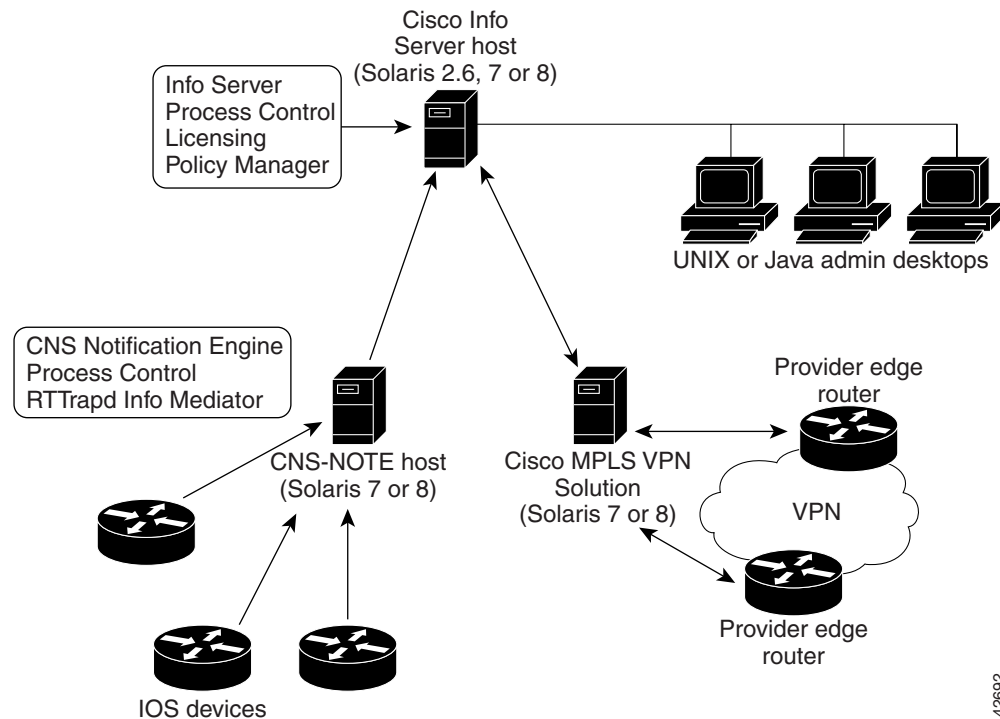 Cisco Info
Server host
(Solaris 2.6, 7 or 8)
Info Server
Process Control
Licensing
Policy Manager
UNIX or Java admin desktops
CNS Notification Engine
Process Control
RTTrapd Info Mediator
CNS-NOTE host
(Solaris 7 or 8)
Cisco MPLS VPN
Solution
(Solaris 7 or 8)
Provider edge
router
VPN
Provider edge
router
IOS devices
42692